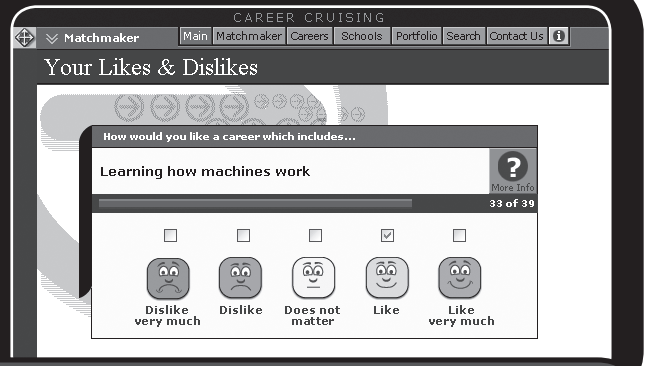 CAREER CRUISING
Matchmaker
Main Matchmaker Careers Schools Portfolio Search Contact Us i
Your Likes & Dislikes
How would you like a career which includes...
Learning how machines work
?
More Info
33 of 39
Dislike very much
Dislike
Does not matter
Like
Like very much